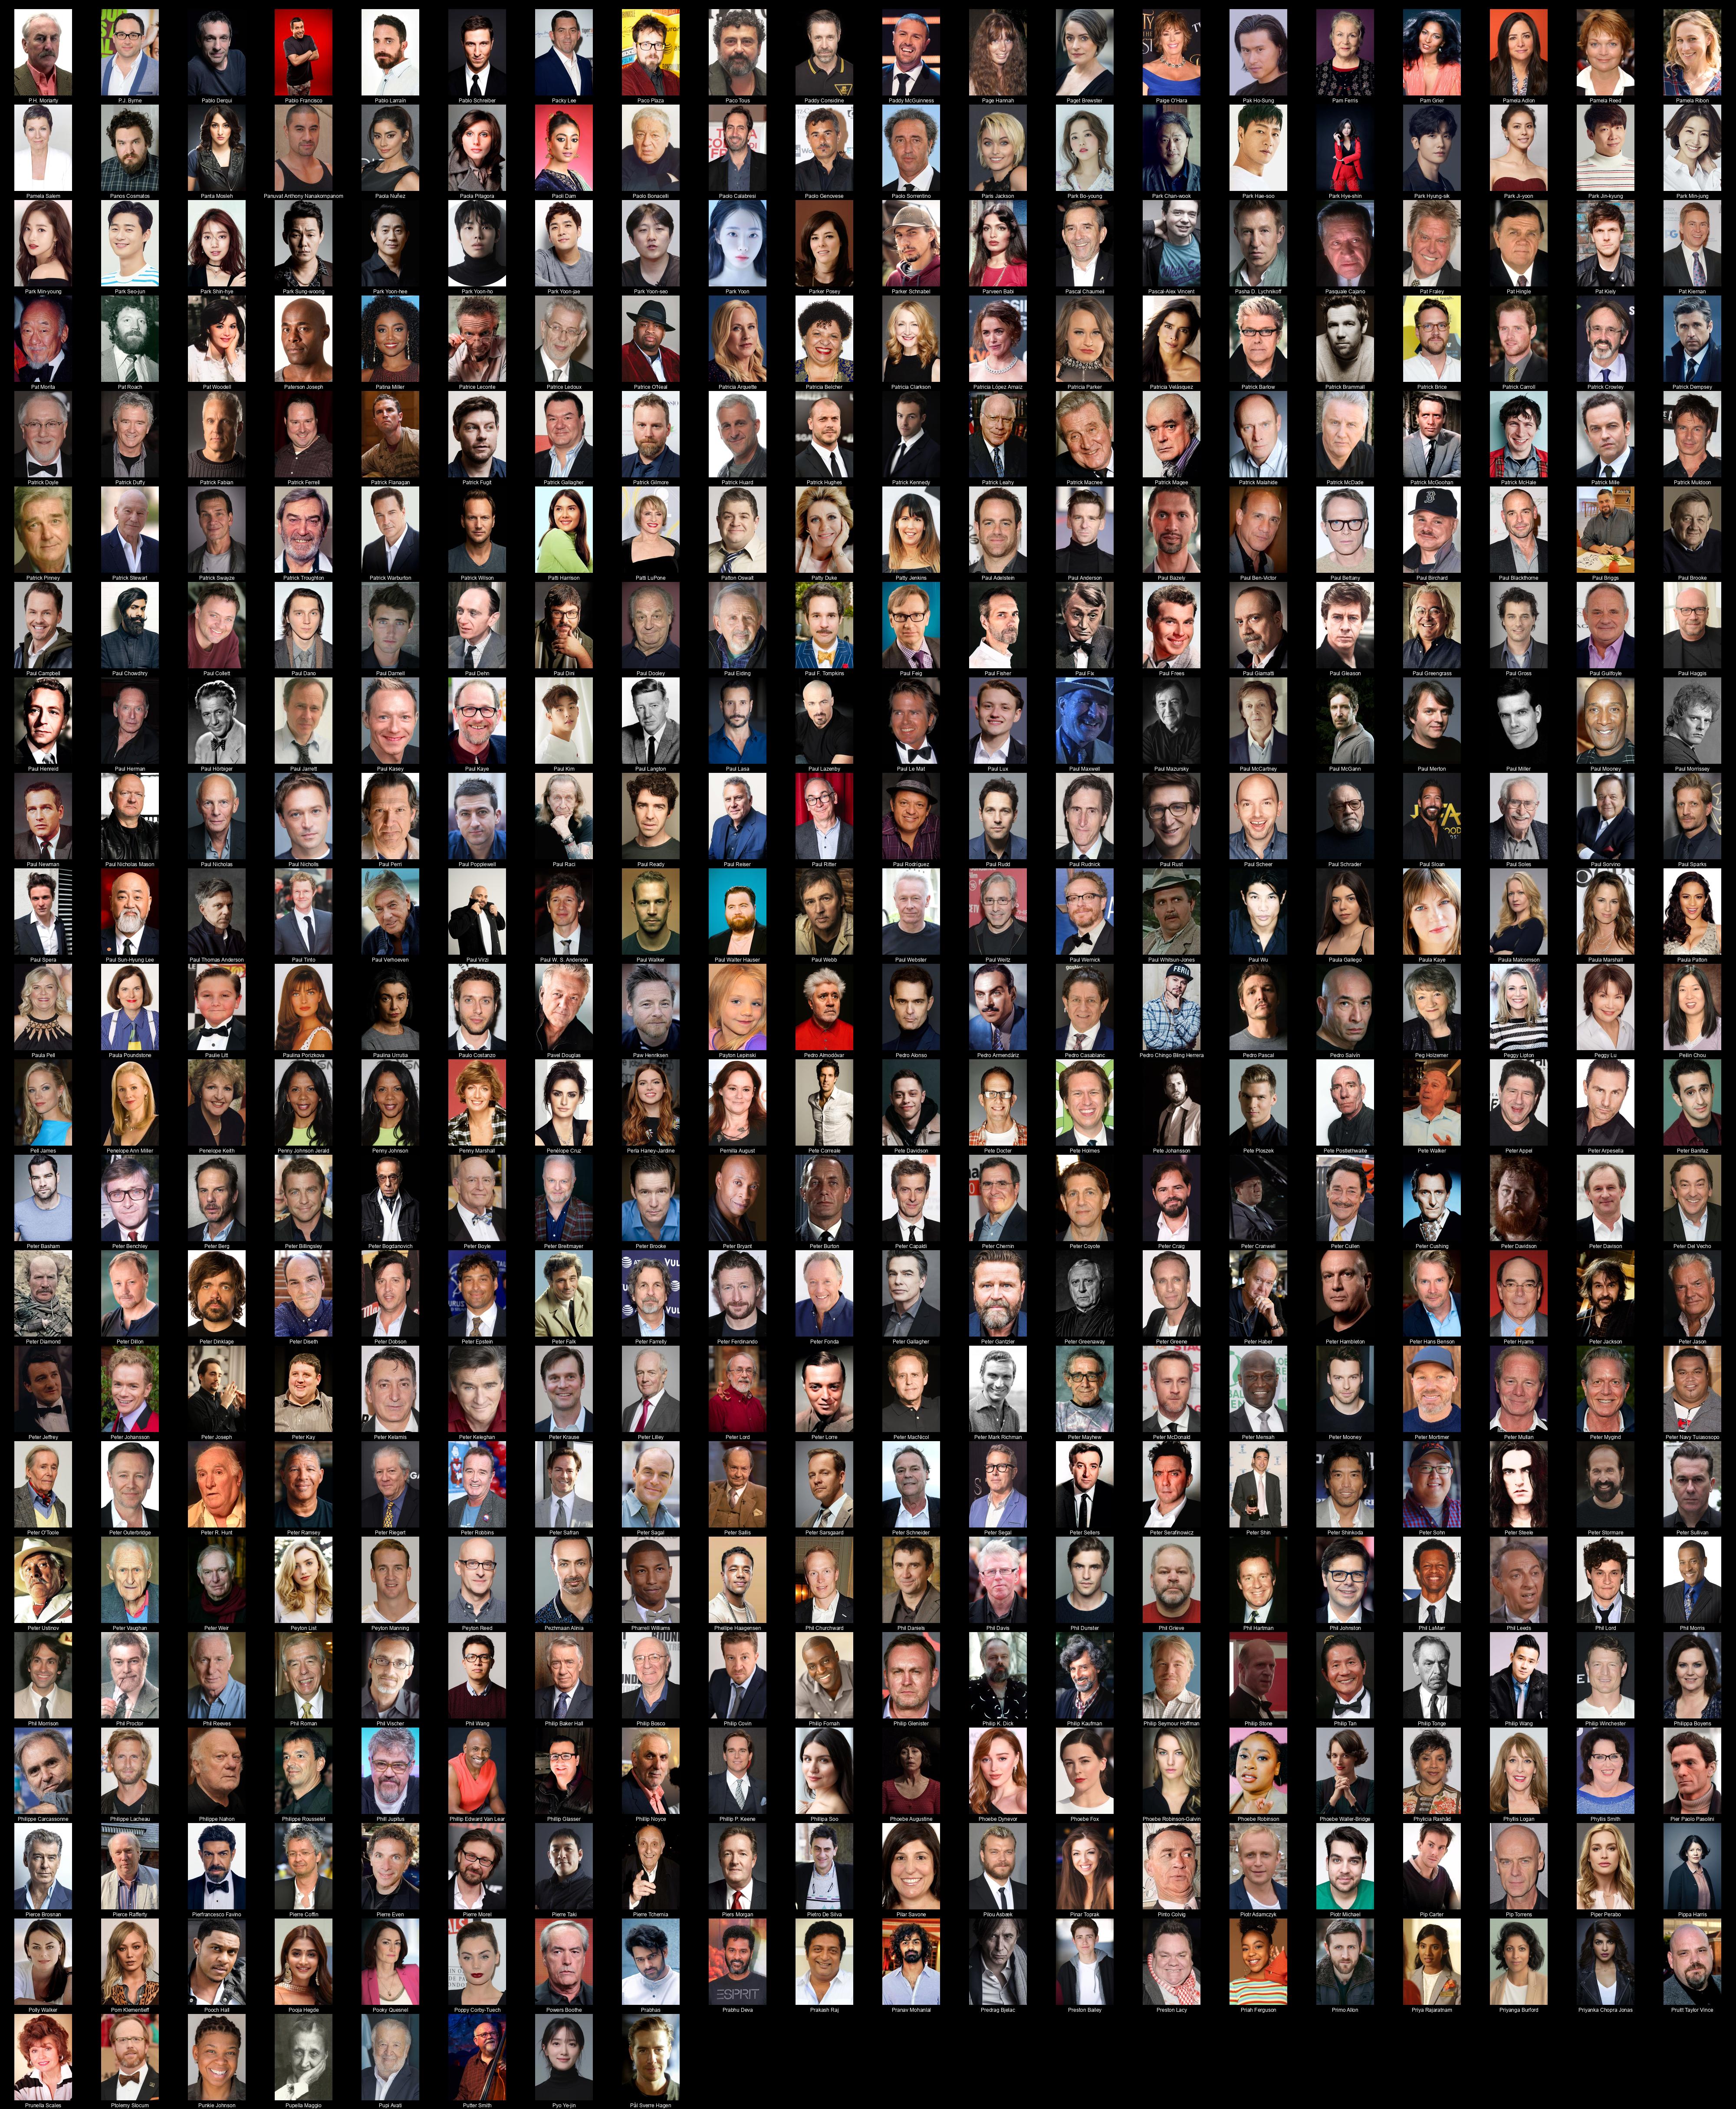 P.H. Moriarty P.J. Byrne Pablo Derqui Pablo Francisco Pablo Larraín Pablo Schreiber Packy Lee Paco Plaza Paco Tous Paddy Considine Paddy McGuinness Page Hannah Paget Brewster Paige O'Hara Pak Ho-Sung Pam Ferris Pam Grier Pamela Adlon Pamela Reed Pamela Ribon
Pamela Salem Panos Cosmatos Panta Mosleh Panuvat Anthony Nanakornpanom Paola Nuñez Paola Pitagora Paoli Dam Paolo Bonacelli Paolo Calabresi Paolo Genovese Paolo Sorrentino Paris Jackson Park Bo-young Park Chan-wook Park Hae-soo Park Hye-shin Park Hyung-sik Park Ji-yoon Park Jin-kyung Park Min-jung
Park Min-young Park Seo-jun Park Shin-hye Park Sung-woong Park Yoon-hee Park Yoon-ho Park Yoon-jae Park Yoon-seo Park Yoon Parker Posey Parker Schnabel Parveen Babi Pascal Chaumeil Pascal-Alex Vincent Pasha D. Lychnikoff Pasquale Cajano Pat Fraley Pat Hingle Pat Kiely Pat Kiernan
Pat Morita Pat Roach Pat Woodell Paterson Joseph Patina Miller Patrice Leconte Patrice Ledoux Patrice O'Neal Patricia Arquette Patricia Belcher Patricia Clarkson Patricia López Arnaiz Patricia Parker Patricia Velásquez Patrick Barlow Patrick Brammall Patrick Brice Patrick Carroll Patrick Crowley Patrick Dempsey
Patrick Doyle Patrick Duffy Patrick Fabian Patrick Ferrell Patrick Flanagan Patrick Fugit Patrick Gallagher Patrick Gilmore Patrick Huard Patrick Hughes Patrick Kennedy Patrick Leahy Patrick Macnee Patrick Magee Patrick Malahide Patrick McDade Patrick McGoohan Patrick McHale Patrick Mille Patrick Muldoon
Patrick Pinney Patrick Stewart Patrick Swayze Patrick Troughton Patrick Warburton Patrick Wilson Patti Harrison Patti LuPone Patton Oswalt Patty Duke Patty Jenkins Paul Adelstein Paul Anderson Paul Bazely Paul Ben-Victor Paul Bettany Paul Birchard Paul Blackthorne Paul Briggs Paul Brooke
Paul Campbell Paul Chowdhry Paul Collett Paul Dano Paul Darnell Paul Dehn Paul Dini Paul Dooley Paul Eiding Paul F. Tompkins Paul Feig Paul Fisher Paul Fix Paul Frees Paul Giamatti Paul Gleason Paul Greengrass Paul Gross Paul Guilfoyle Paul Haggis
Paul Henreid Paul Herman Paul Hörbiger Paul Jarrett Paul Kasey Paul Kaye Paul Kim Paul Langton Paul Lasa Paul Lazenby Paul Le Mat Paul Lux Paul Maxwell Paul Mazursky Paul McCartney Paul McGann Paul Merton Paul Miller Paul Mooney Paul Morrissey
Paul Newman Paul Nicholas Mason Paul Nicholas Paul Nicholls Paul Perri Paul Popplewell Paul Raci Paul Ready Paul Reiser Paul Ritter Paul Rodriguez Paul Rudd Paul Rudnick Paul Rust Paul Scheer Paul Schrader Paul Sloan Paul Soles Paul Sorvino Paul Sparks
Paul Spera Paul Sun-Hyung Lee Paul Thomas Anderson Paul Tinto Paul Verhoeven Paul Virzì Paul W. S. Anderson Paul Walker Paul Walter Hauser Paul Webb Paul Webster Paul Weitz Paul Wernick Paul Whitsun-Jones Paul Wu Paula Gallego Paula Kaye Paula Malcomson Paula Marshall Paula Patton
Paula Pell Paula Poundstone Paulie Litt Paulina Porizkova Paulina Urrutia Paulo Costanzo Pavel Douglas Paw Henriksen Payton Lepinski Pedro Almodóvar Pedro Alonso Pedro Armendáriz Pedro Casablanc Pedro Chingo Bling Herrera Pedro Pascal Pedro Salvín Peg Holzemer Peggy Lipton Peggy Lu Peilin Chou
Pell James Penelope Ann Miller Penelope Keith Penny Johnson Jerald Penny Johnson Penny Marshall Penélope Cruz Perla Haney-Jardine Pernilla August Pete Correale Pete Davidson Pete Docter Pete Holmes Pete Johansson Pete Ploszek Pete Postlethwaite Pete Walker Peter Appel Peter Arpesella Peter Banifaz
Peter Basham Peter Benchley Peter Berg Peter Billingsley Peter Bogdanovich Peter Boyle Peter Breitmayer Peter Brooke Peter Bryant Peter Burton Peter Capaldi Peter Chernin Peter Coyote Peter Craig Peter Cranwell Peter Cullen Peter Cushing Peter Davidson Peter Davison Peter Del Vecho
Peter Diamond Peter Dillon Peter Dinklage Peter Diseth Peter Dobson Peter Epstein Peter Falk Peter Farrelly Peter Ferdinando Peter Fonda Peter Gallagher Peter Gantzler Peter Greenaway Peter Greene Peter Haber Peter Hambleton Peter Hans Benson Peter Hyams Peter Jackson Peter Jason
Peter Jeffrey Peter Johansson Peter Joseph Peter Kay Peter Kelamis Peter Keleghan Peter Krause Peter Lilley Peter Lord Peter Lorre Peter MacNicol Peter Mark Richman Peter Mayhew Peter McDonald Peter Mensah Peter Mooney Peter Mortimer Peter Mullan Peter Mygind Peter Navy Tuiasosopo
Peter O'Toole Peter Outerbridge Peter R. Hunt Peter Ramsey Peter Riegert Peter Robbins Peter Saffan Peter Sagal Peter Sallis Peter Sarsgaard Peter Schneider Peter Segal Peter Sellers Peter Serafinowicz Peter Shin Peter Shinkoda Peter Sohn Peter Steele Peter Stormare Peter Sullivan
Peter Ustinov Peter Vaughan Peter Weir Peyton List Peyton Manning Peyton Reed Pezhmaan Alinia Pharrell Williams Phellipe Haagensen Phil Churchward Phil Daniels Phil Davis Phil Dunster Phil Grieve Phil Hartman Phil Johnston Phil LaMarr Phil Leeds Phil Lord Phil Morris
Phil Morrison Phil Proctor Phil Reeves Phil Roman Phil Vischer Phil Wang Philip Baker Hall Philip Bosco Philip Covin Philip Fornah Philip Glenister Philip K. Dick Philip Kaufman Philip Seymour Hoffman Philip Stone Philip Tan Philip Tonge Philip Wang Philip Winchester Philippa Boyens
Philippe Carcassonne Philippe Lacheau Philippe Nahon Philippe Rousselet Phill Jupitus Phillip Edward Van Lear Phillip Glasser Phillip Noyce Phillip P. Keene Phillipa Soo Phoebe Augustine Phoebe Dynevor Phoebe Fox Phoebe Robinson-Galvin Phoebe Robinson Phoebe Waller-Bridge Phylicia Rashād Phyllis Logan Phyllis Smith Pier Paolo Pasolini
Pierce Brosnan Pierce Rafferty Pierfrancesco Favino Pierre Coffin Pierre Even Pierre Morel Pierre Taki Pierre Tchernia Piers Morgan Pietro De Silva Pilar Savone Pilou Asbæk Pinar Toprak Pinto Colvig Piotr Adamczyk Piotr Michael Pip Carter Pip Torrens Piper Perabo Pippa Harris
Polly Walker Pom Klementieff Pooch Hall Pooja Hegde Pooky Quesnel Poppy Corby-Tuech Powers Boothe Prabhas Prabhu Deva Prakash Raj Pranav Mohanlal Predrag Bjelac Preston Bailey Preston Lacy Priah Ferguson Primo Allon Priya Rajaratnam Priyanga Burford Priyanka Chopra Jonas Pruitt Taylor Vince
Prunella Scales Ptolemy Slocum Punkie Johnson Pupella Maggio Pupi Avati Putter Smith Pyo Ye-jin Pål Sverre Hagen